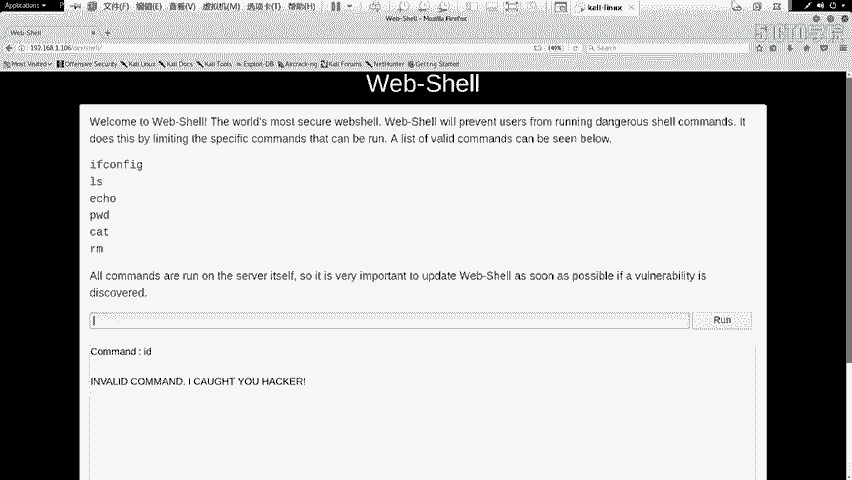 Applications
文件(F) 编辑(E) 查看(V) 虚拟机(M) 选项卡(T) 帮助(H)
kali-linux
Web-Shell - Mozilla Firefox
Web-Shell
51CTO学院
192.168.1.106/dev/shell/
Search
Most Visited
Offensive Security
Kali Linux
Kali Docs
Kali Tools
Exploit-DB
Aircrack-ng
Kali Forums
NetHunter
Getting Started
Web-Shell
Welcome to Web-Shell! The world's most secure webshell. Web-Shell will prevent users from running dangerous shell commands. It
does this by limiting the specific commands that can be run. A list of valid commands can be seen below.
ifconfig
ls
echo
pwd
cat
rm
All commands are run on the server itself, so it is very important to update Web-Shell as soon as possible if a vulnerability is
discovered.
Run
Command : id
INVALID COMMAND. I CAUGHT YOU HACKER!